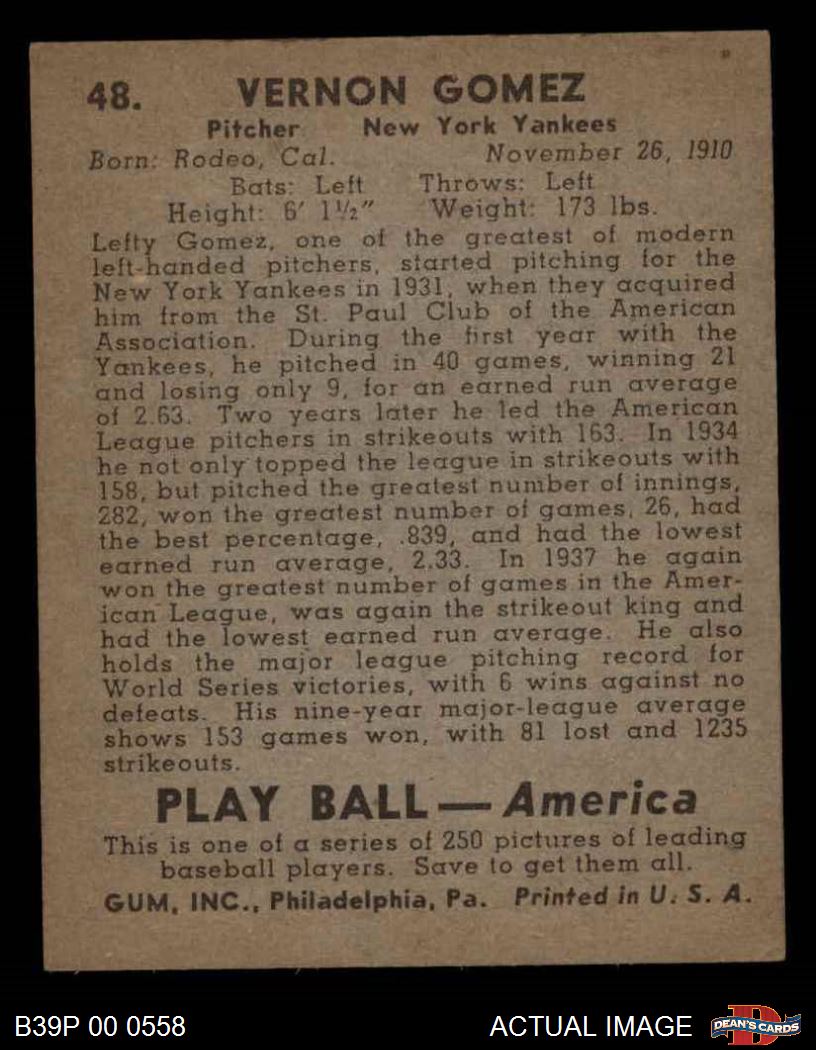 48. VERNON GOMEZ
Pitcher New York Yankees
Born: Rodeo, Cal. November 26, 1910
Bats: Left Throws: Left
Height: 6' 1½" Weight: 173 lbs.
Lefty Gomez, one of the greatest of modern
left-handed pitchers, started pitching for the
New York Yankees in 1931, when they acquired
him from the St. Paul Club of the American
Association. During the first year with the
Yankees, he pitched in 40 games, winning 21
and losing only 9, for an earned run average
of 2.63. Two years later he led the American
League pitchers in strikeouts with 163. In 1934
he not only topped the league in strikeouts with
158, but pitched the greatest number of innings,
282, won the greatest number of games, 26, had
the best percentage, .839, and had the lowest
earned run average, 2.33. In 1937 he again
won the greatest number of games in the Amer-
ican League, was again the strikeout king and
had the lowest earned run average. He also
holds the major league pitching record for
World Series victories, with 6 wins against no
defeats. His nine-year major-league average
shows 153 games won, with 81 lost and 1235
strikeouts.
PLAY BALL — America
This is one of a series of 250 pictures of leading
baseball players. Save to get them all.
GUM, INC., Philadelphia, Pa. Printed in U. S. A.
B39P 00 0558 ACTUAL IMAGE DEAN'S CARDS